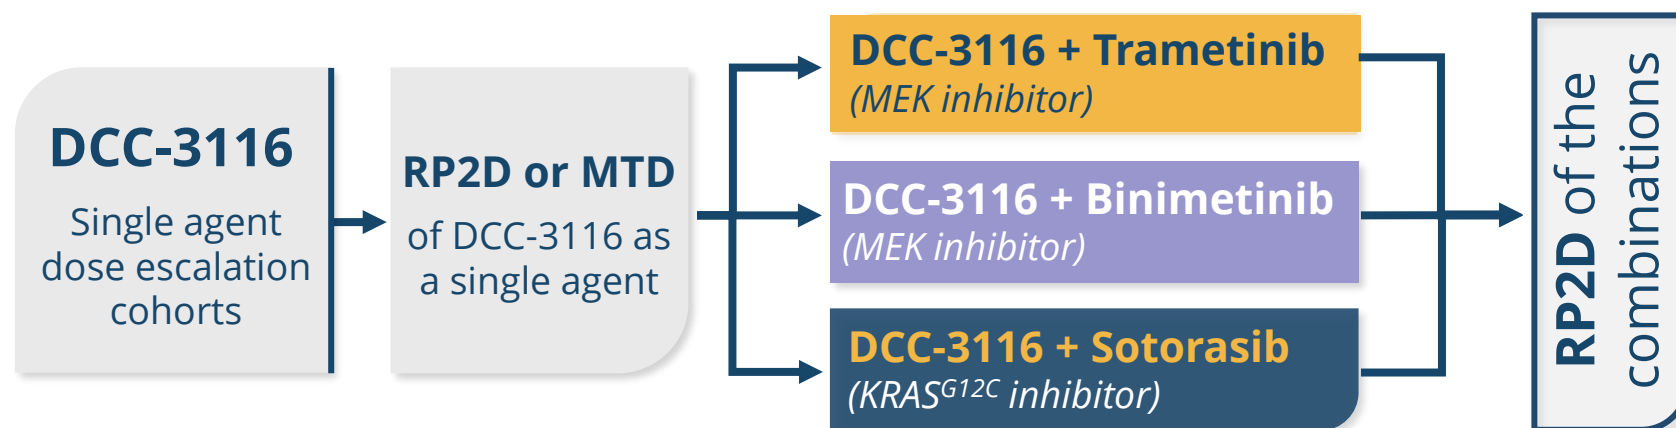 DCC-3116
Single agent
dose escalation
cohorts
RP2D or MTD
of DCC-3116 as
a single agent
DCC-3116 + Trametinib
(MEK inhibitor)
DCC-3116 + Binimetinib
(MEK inhibitor)
DCC-3116 + Sotorasib
(KRASG12C inhibitor)
RP2D of the
combinations